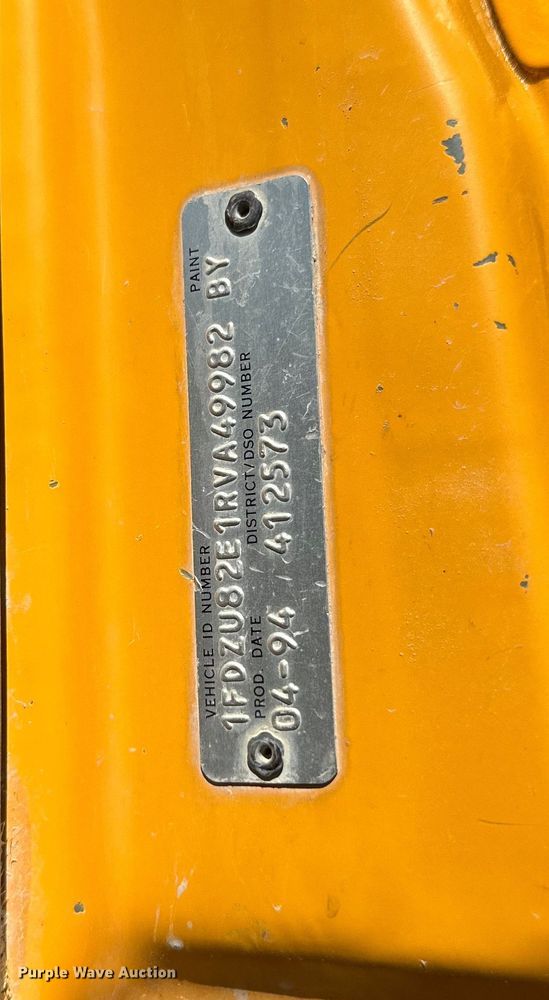 VEHICLE ID NUMBER PAINT
1FDZU82E1RVA49982 BY
PROD. DATE DISTRICT/DSO NUMBER
04-94 412573
Purple Wave Auction